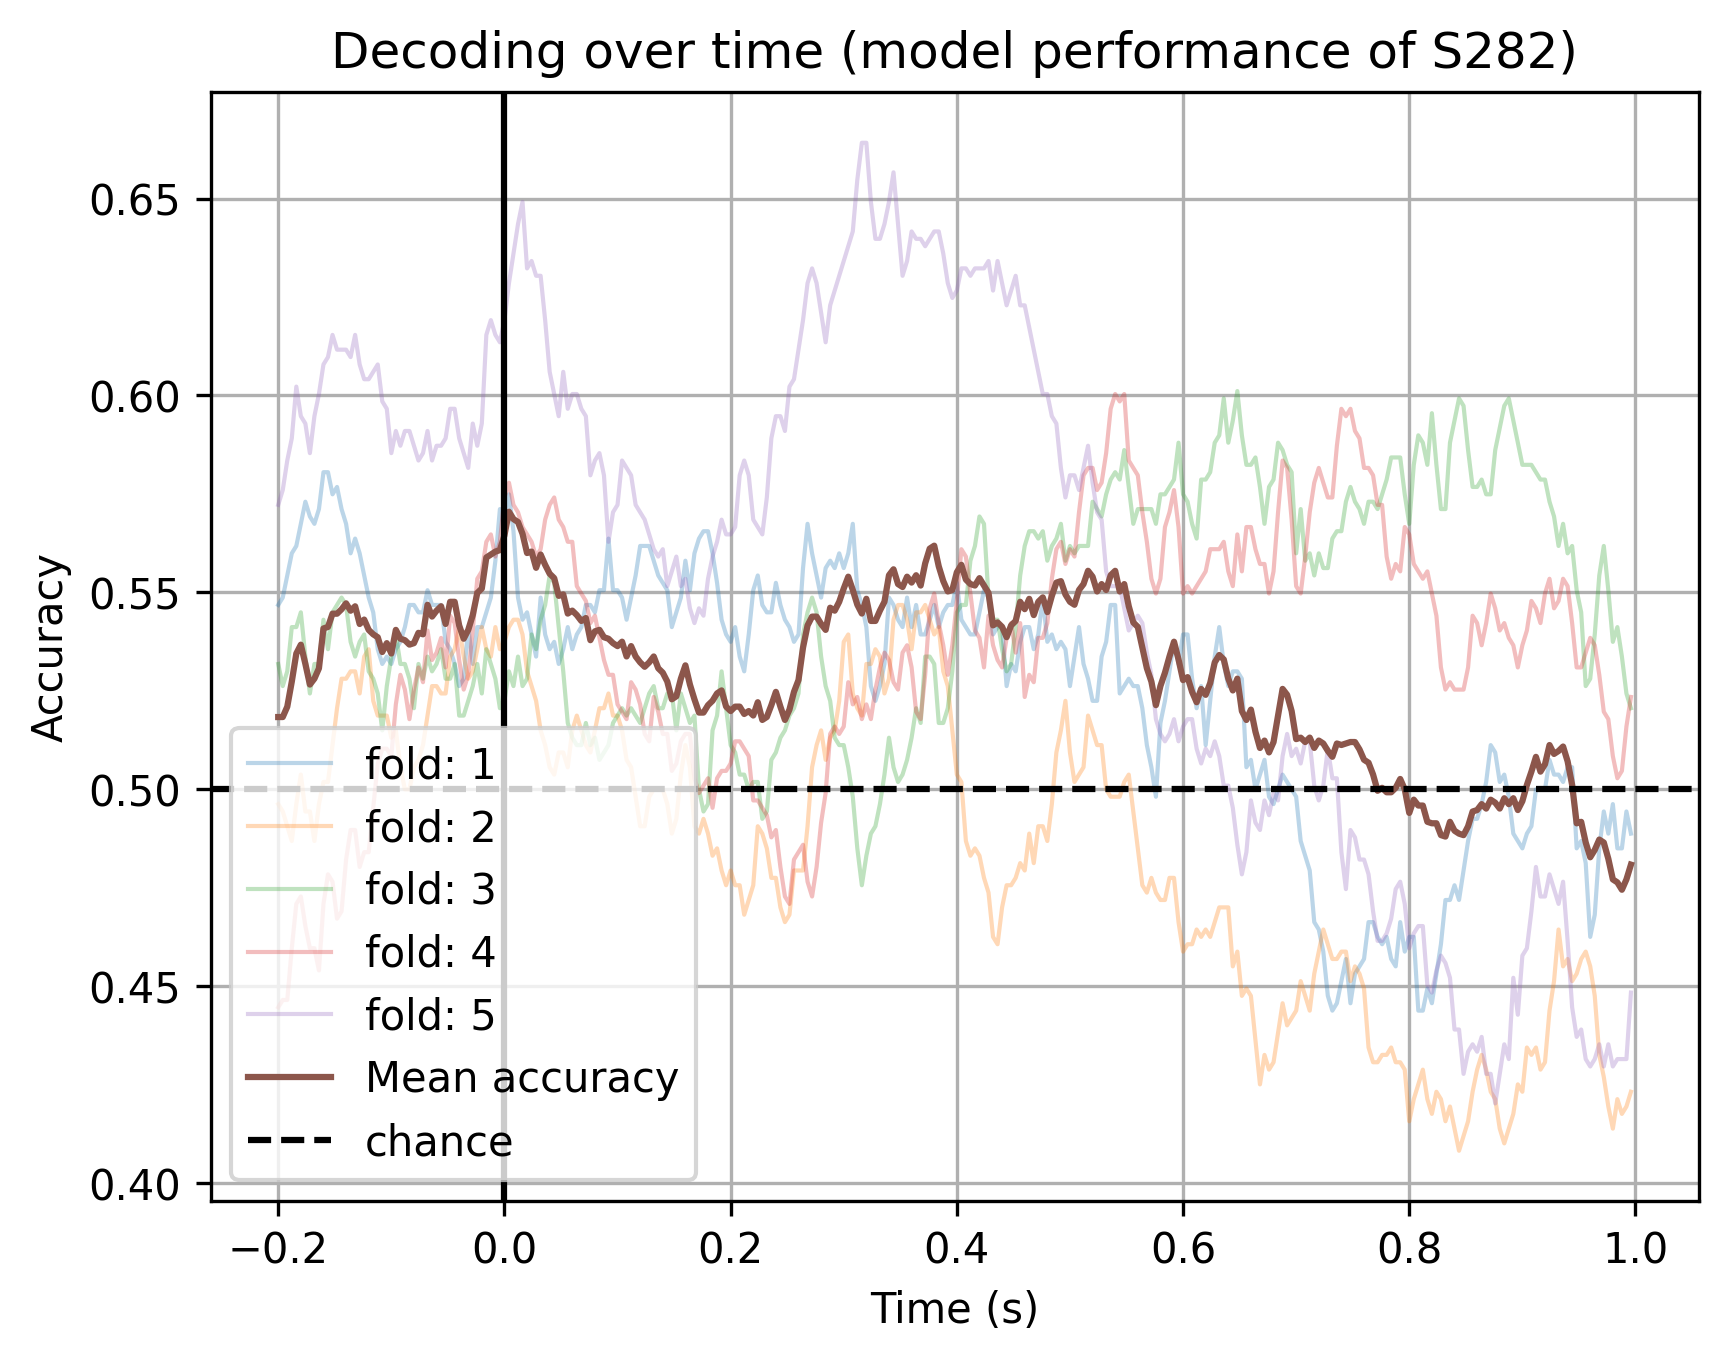 Decoding over time (model performance of S282)
Accuracy
0.65
0.60
0.55
0.50
0.45
0.40
fold: 1
fold: 2
fold: 3
fold: 4
fold: 5
Mean accuracy
chance
−0.2 0.0 0.2 0.4 0.6 0.8 1.0
Time (s)